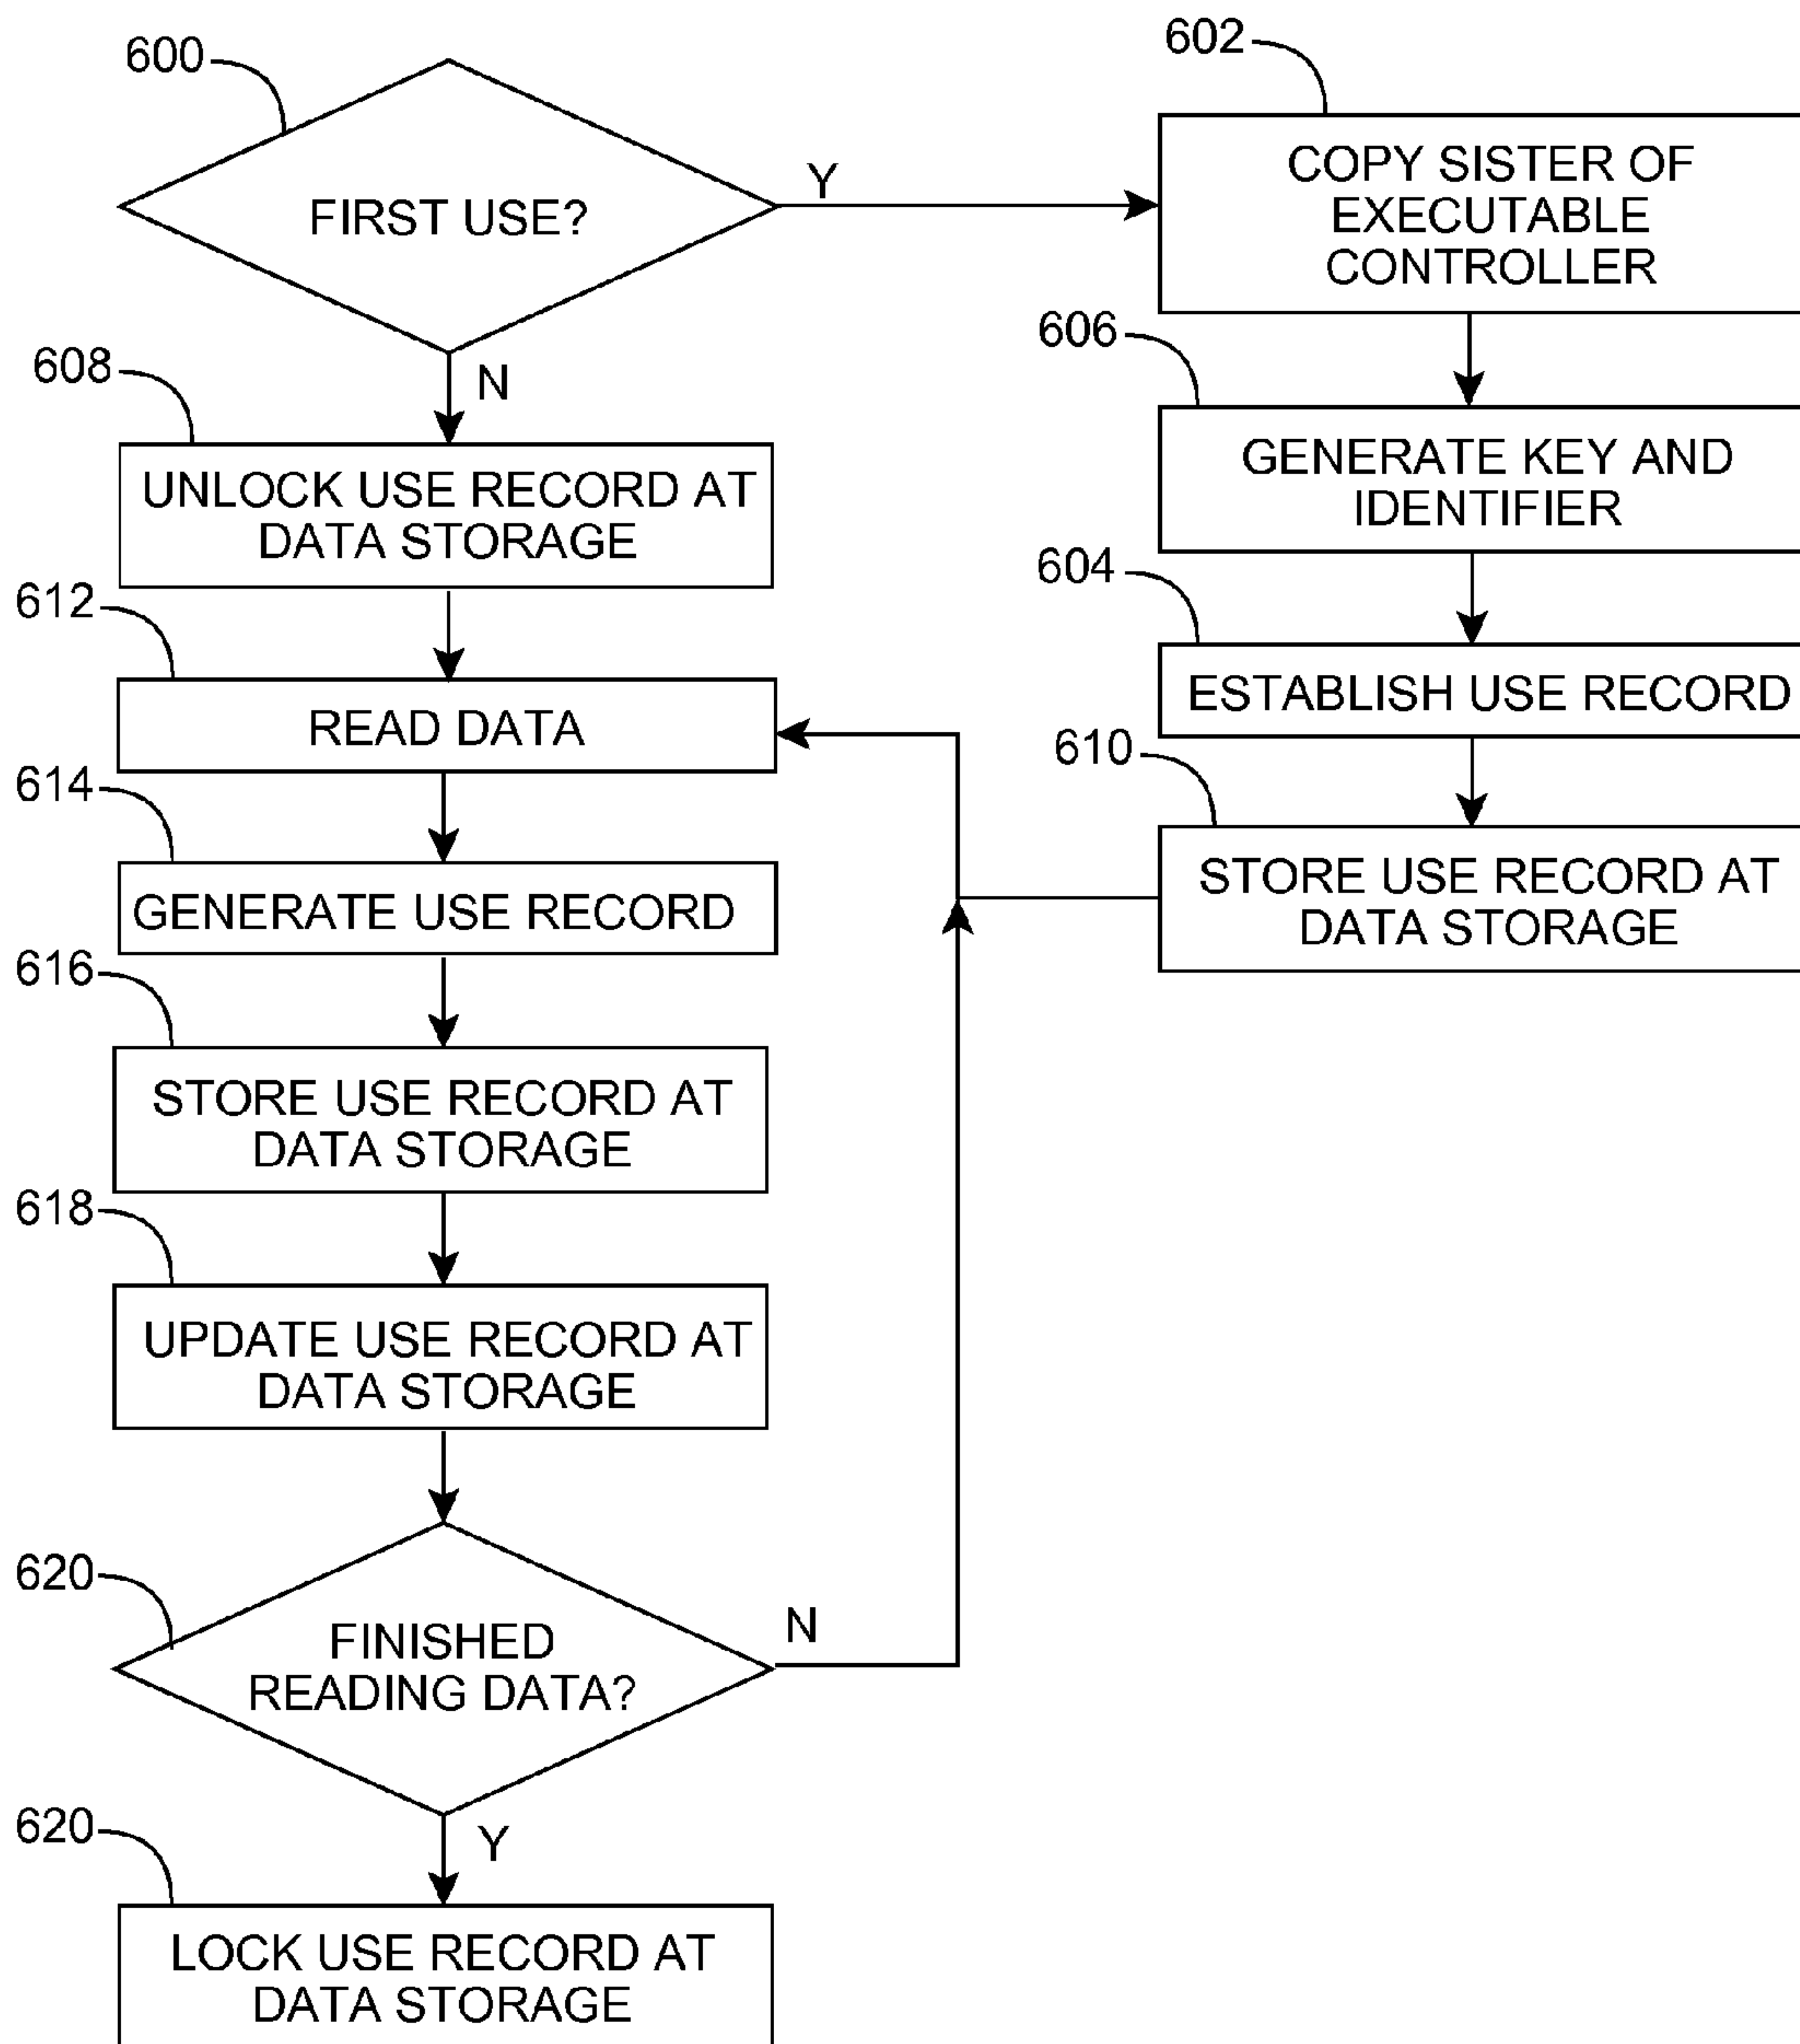 600
FIRST USE?
Y
N
602
COPY SISTER OF
EXECUTABLE
CONTROLLER
606
GENERATE KEY AND
IDENTIFIER
604
ESTABLISH USE RECORD
610
STORE USE RECORD AT
DATA STORAGE
608
UNLOCK USE RECORD AT
DATA STORAGE
612
READ DATA
614
GENERATE USE RECORD
616
STORE USE RECORD AT
DATA STORAGE
618
UPDATE USE RECORD AT
DATA STORAGE
620
FINISHED
READING DATA?
N
Y
620
LOCK USE RECORD AT
DATA STORAGE